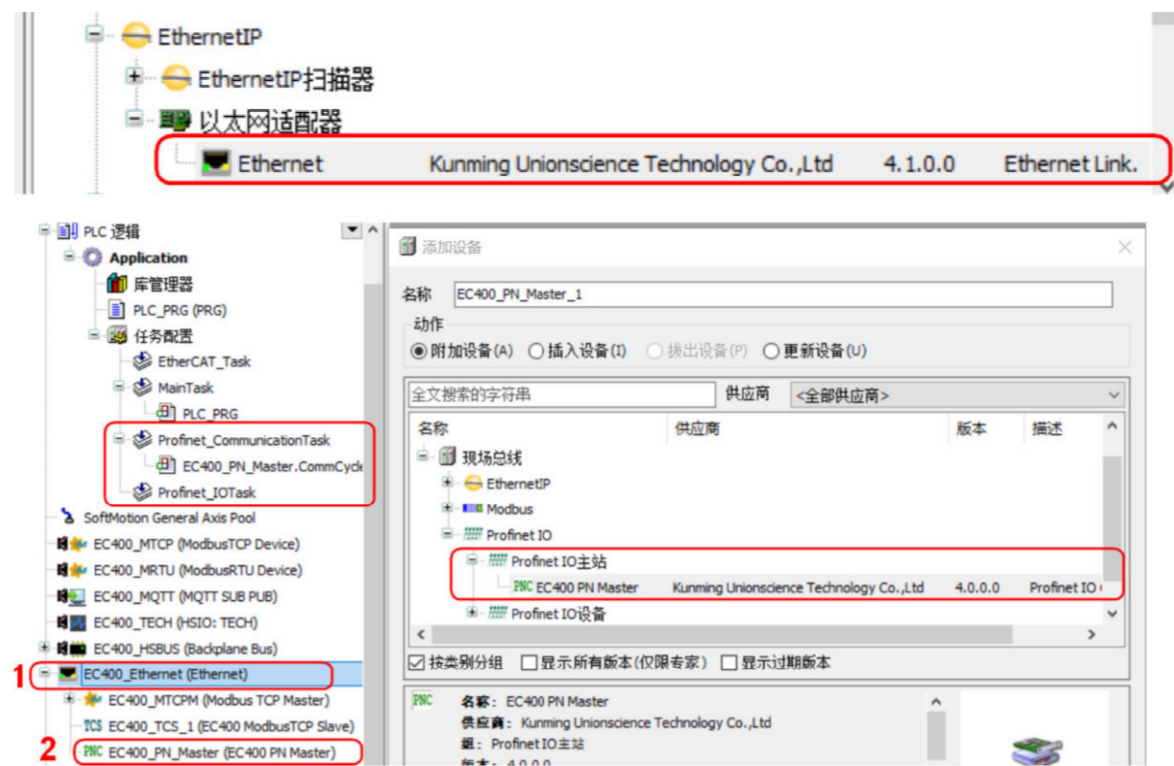 EthernetIP
EthernetIP扫描器
以太网适配器
Ethernet Kunming Unionscience Technology Co.,Ltd 4.1.0.0 Ethernet Link.
PLC 逻辑
Application
库管理器
PLC_PRG (PRG)
任务配置
EtherCAT_Task
MainTask
PLC_PRG
Profinet_CommunicationTask
EC400_PN_Master.CommCycle
Profinet_IOTask
SoftMotion General Axis Pool
EC400_MTCP (ModbusTCP Device)
EC400_MRTU (ModbusRTU Device)
EC400_MQTT (MQTT SUB PUB)
EC400_TECH (HSIO: TECH)
EC400_HSBUS (Backplane Bus)
1 EC400_Ethernet (Ethernet)
EC400_MTCPM (Modbus TCP Master)
TCS EC400_TCS_1 (EC400 ModbusTCP Slave)
2 PNC EC400_PN_Master (EC400 PN Master)
添加设备
名称 EC400_PN_Master_1
动作
附加设备(A) 插入设备(I) 拔出设备(P) 更新设备(U)
全文搜索的字符串 供应商 <全部供应商>
名称 供应商 版本 描述
现场总线
EthernetIP
Modbus
Profinet IO
Profinet IO主站
PNC EC400 PN Master Kunming Unionscience Technology Co.,Ltd 4.0.0.0 Profinet IO
Profinet IO设备
按类别分组 显示所有版本(仅限专家) 显示过期版本
PNC 名称: EC400 PN Master
供应商: Kunming Unionscience Technology Co.,Ltd
组: Profinet IO主站
版本: 4.0.0.0